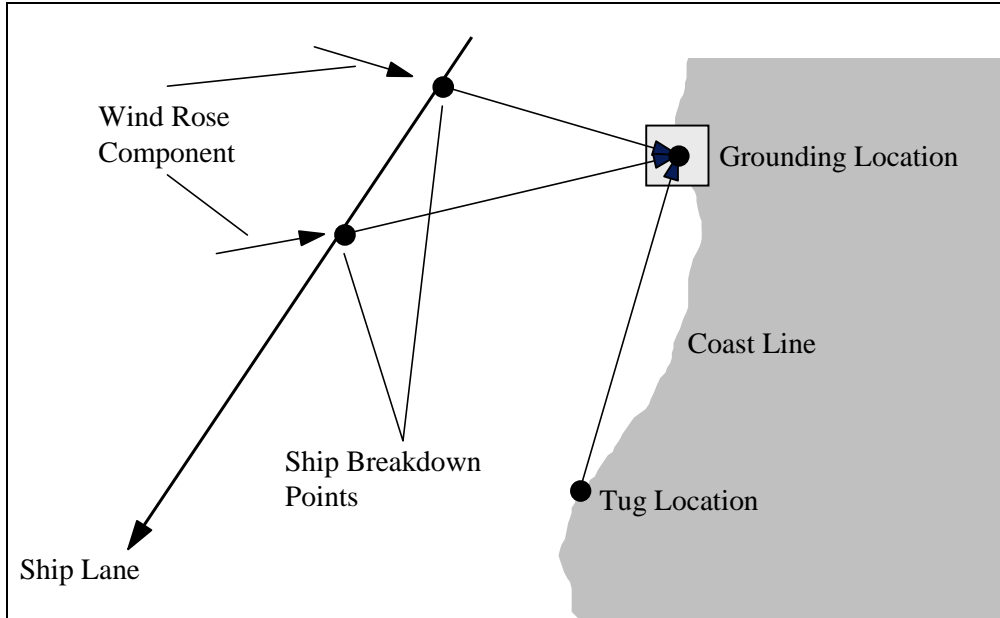 Wind Rose
Component
Grounding Location
Coast Line
Ship Breakdown
Points
Tug Location
Ship Lane